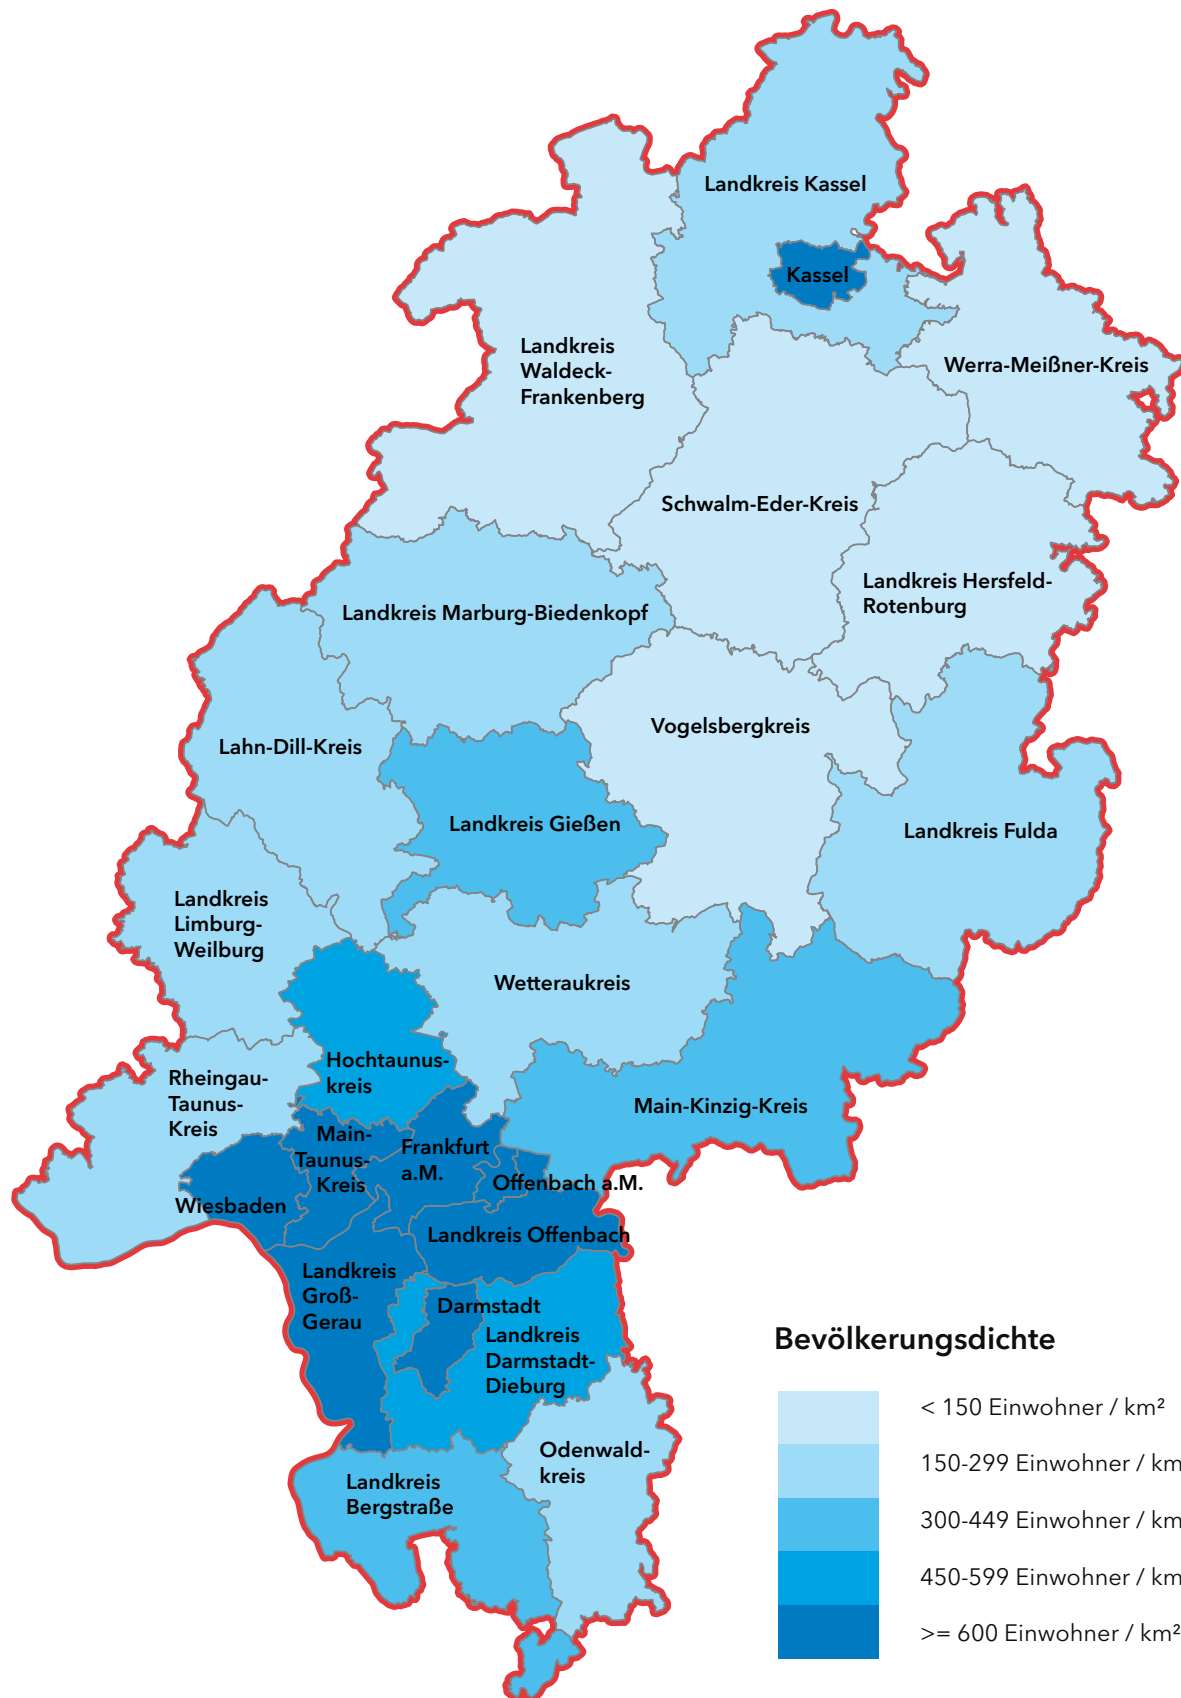 Landkreis Kassel
Kassel
Landkreis
Waldeck-
Frankenberg
Werra-Meißner-Kreis
Schwalm-Eder-Kreis
Landkreis Hersfeld-
Rotenburg
Landkreis Marburg-Biedenkopf
Vogelsbergkreis
Lahn-Dill-Kreis
Landkreis Gießen
Landkreis Fulda
Landkreis
Limburg-
Weilburg
Wetteraukreis
Hochtaunus-
kreis
Rheingau-
Taunus-
Kreis
Main-Kinzig-Kreis
Main-
Taunus-
Kreis
Frankfurt
a.M.
Offenbach a.M.
Wiesbaden
Landkreis Offenbach
Landkreis
Groß-
Gerau
Darmstadt
Landkreis
Darmstadt-
Dieburg
Odenwald-
kreis
Landkreis
Bergstraße
Bevölkerungsdichte
< 150 Einwohner / km²
150-299 Einwohner / km
300-449 Einwohner / km
450-599 Einwohner / km
>= 600 Einwohner / km²